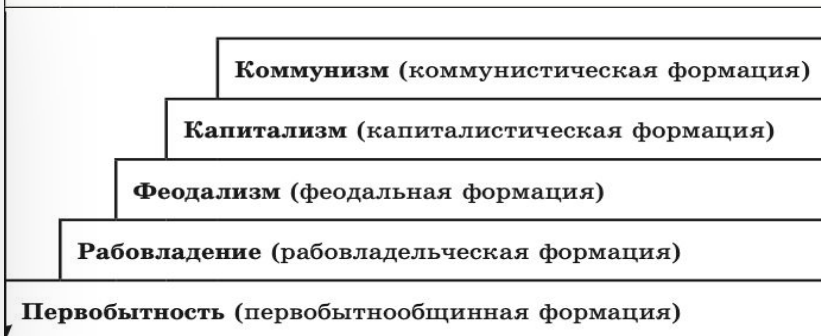 Коммунизм (коммунистическая формация)
Капитализм (капиталистическая формация)
Феодализм (феодальная формация)
Рабовладение (рабовладельческая формация)
Первобытность (первобытнообщинная формация)